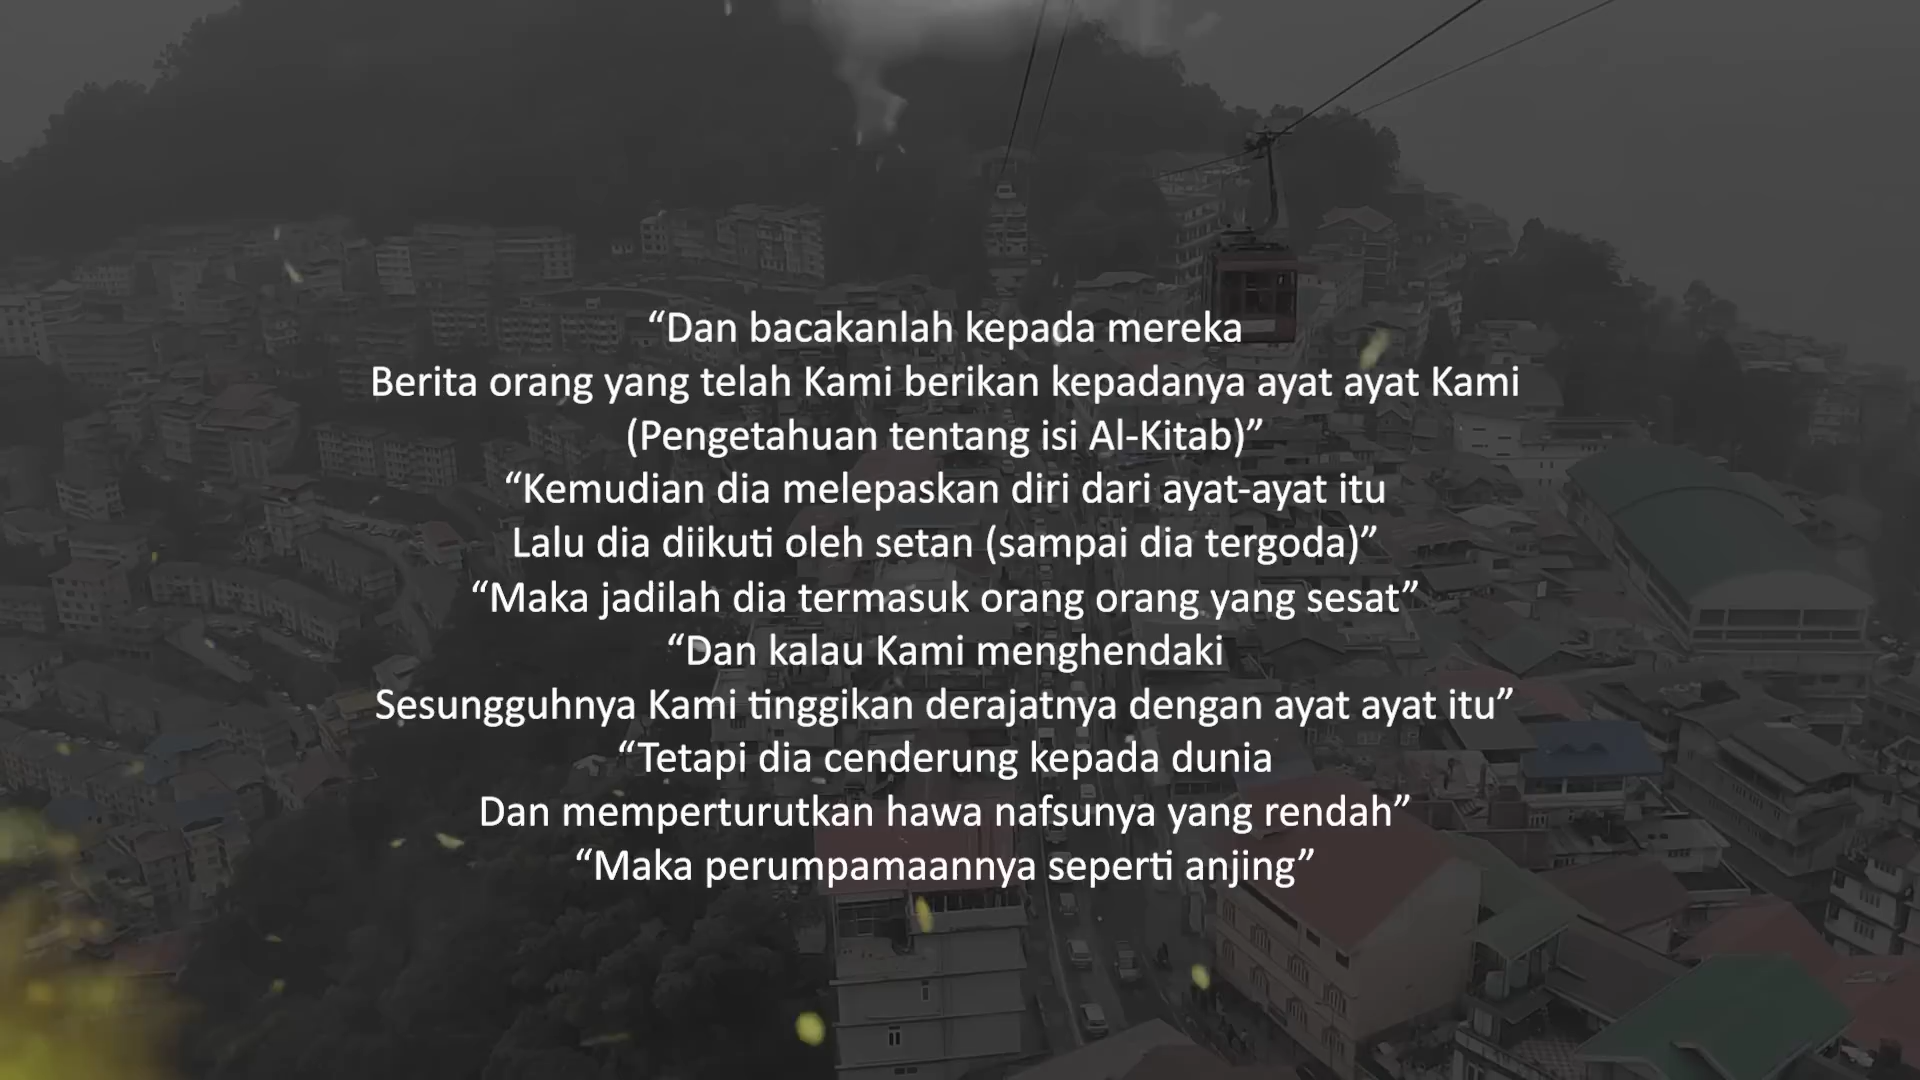 “Dan bacakanlah kepada mereka
Berita orang yang telah Kami berikan kepadanya ayat ayat Kami
(Pengetahuan tentang isi Al-Kitab)”
“Kemudian dia melepaskan diri dari ayat-ayat itu
Lalu dia diikuti oleh setan (sampai dia tergoda)”
“Maka jadilah dia termasuk orang orang yang sesat”
“Dan kalau Kami menghendaki
Sesungguhnya Kami tinggikan derajatnya dengan ayat ayat itu”
“Tetapi dia cenderung kepada dunia
Dan memperturutkan hawa nafsunya yang rendah”
“Maka perumpamaannya seperti anjing”